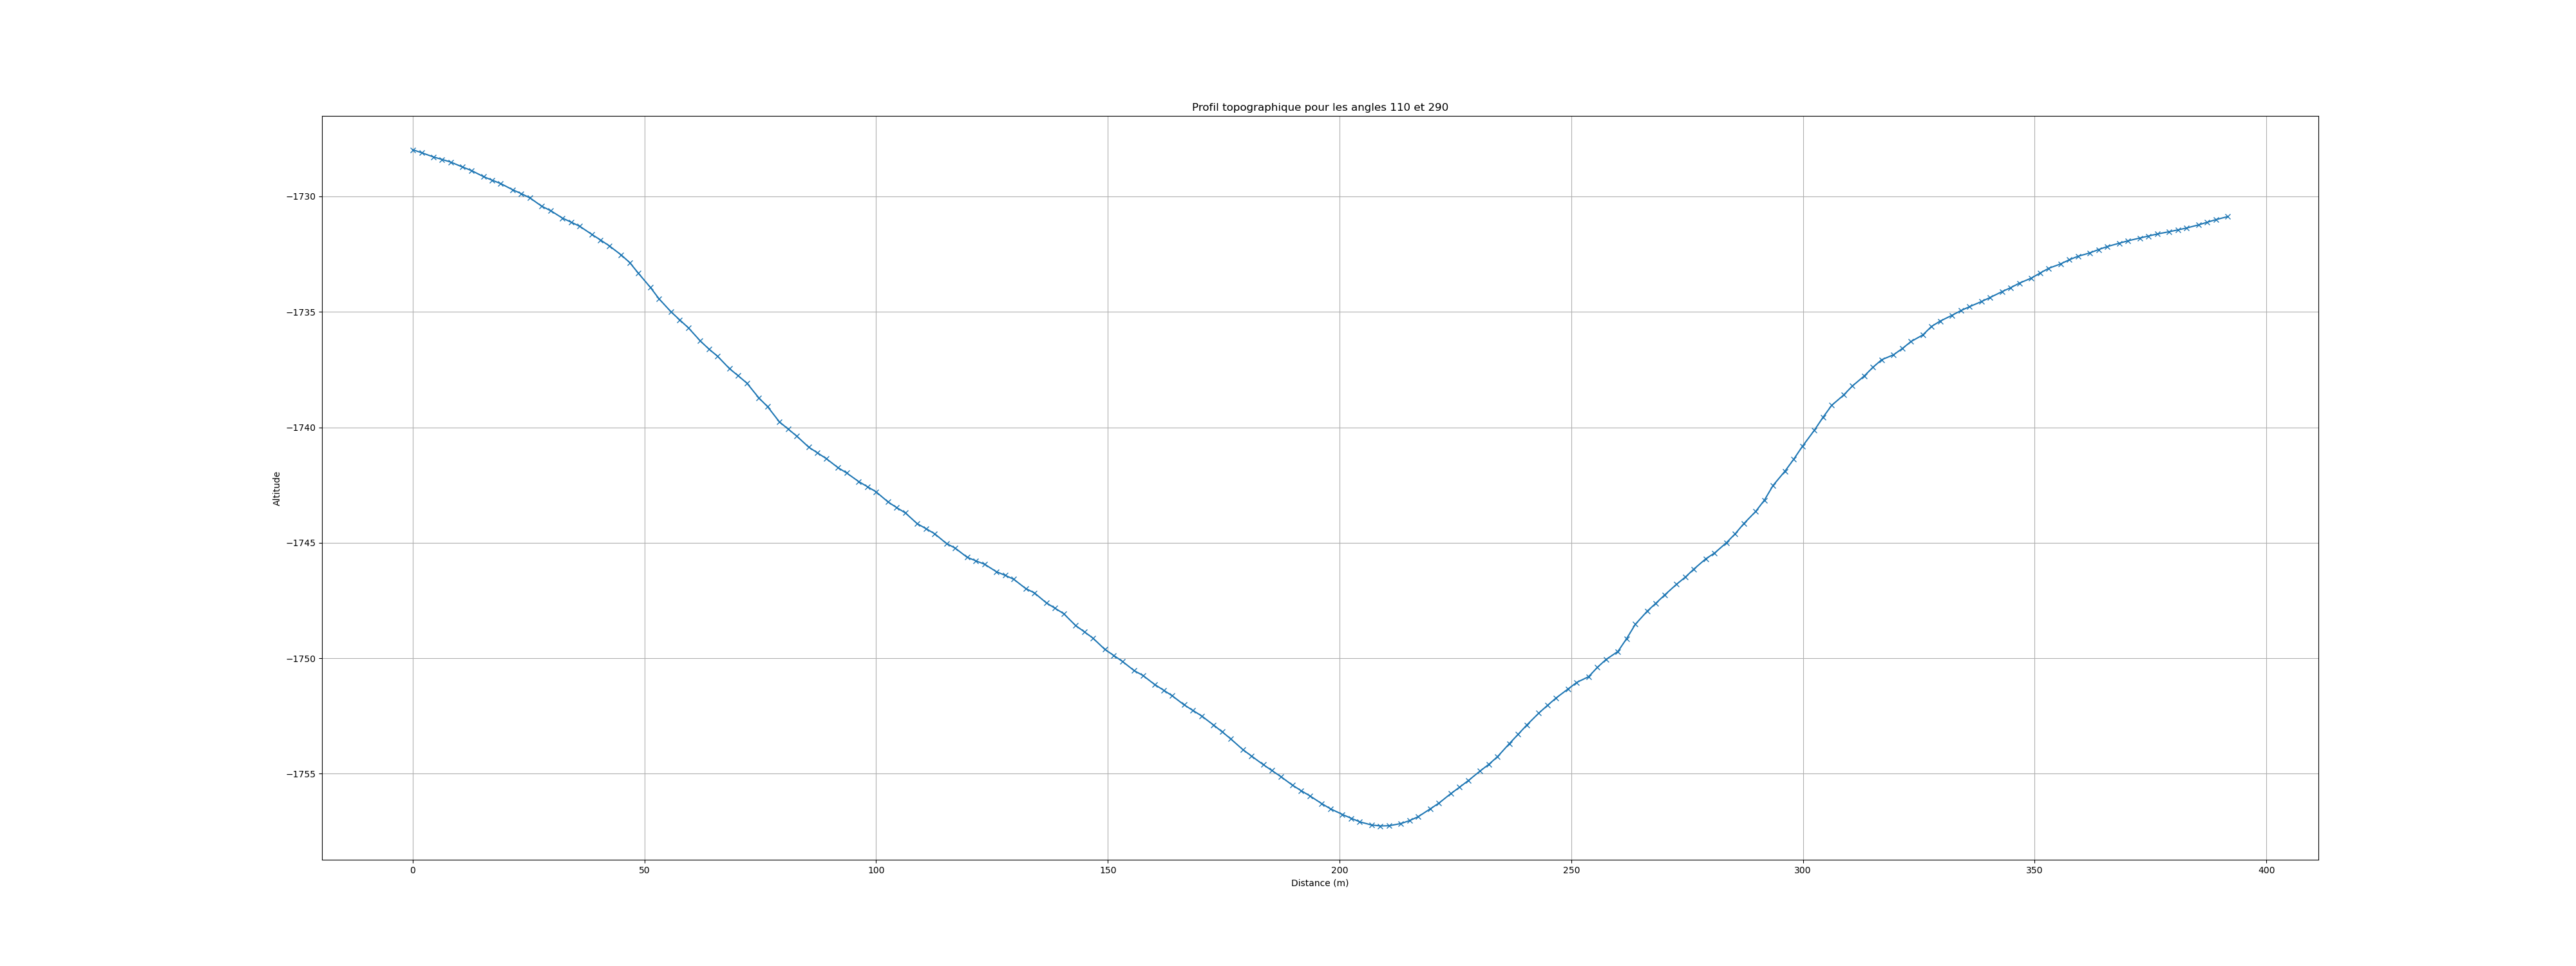 Profil topographique pour les angles 110 et 290
−1730
−1735
−1740
−1745
−1750
−1755
Altitude
0 50 100 150 200 250 300 350 400
Distance (m)